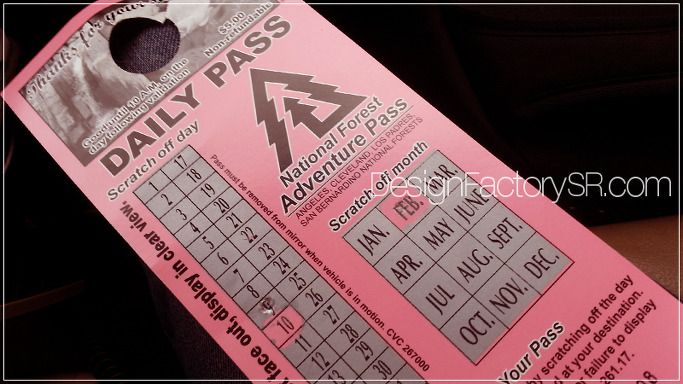 Thanks for your
$5.00
Non-refundable
Good until 10 A.M. on the
day following validation
DAILY PASS
Scratch off day
National Forest
Adventure Pass
ANGELES, CLEVELAND, LOS PADRES,
SAN BERNARDINO NATIONAL FORESTS
Scratch off month
JAN. FEB. MAR
APR. MAY JUNE
JUL AUG. SEPT.
OCT. NOV. DEC.
1 17
2 18
3 19
4 20
5 21
6 22
7 23
8 24
25
10 26
11 27
12 28
13 29
30
Pass must be removed from mirror when vehicle is in motion. CVC 267000
face out, display in clear view.
Your Pass
by scratching off the day
at your destination.
failure to display
261.17.
DesignFactorySR.com